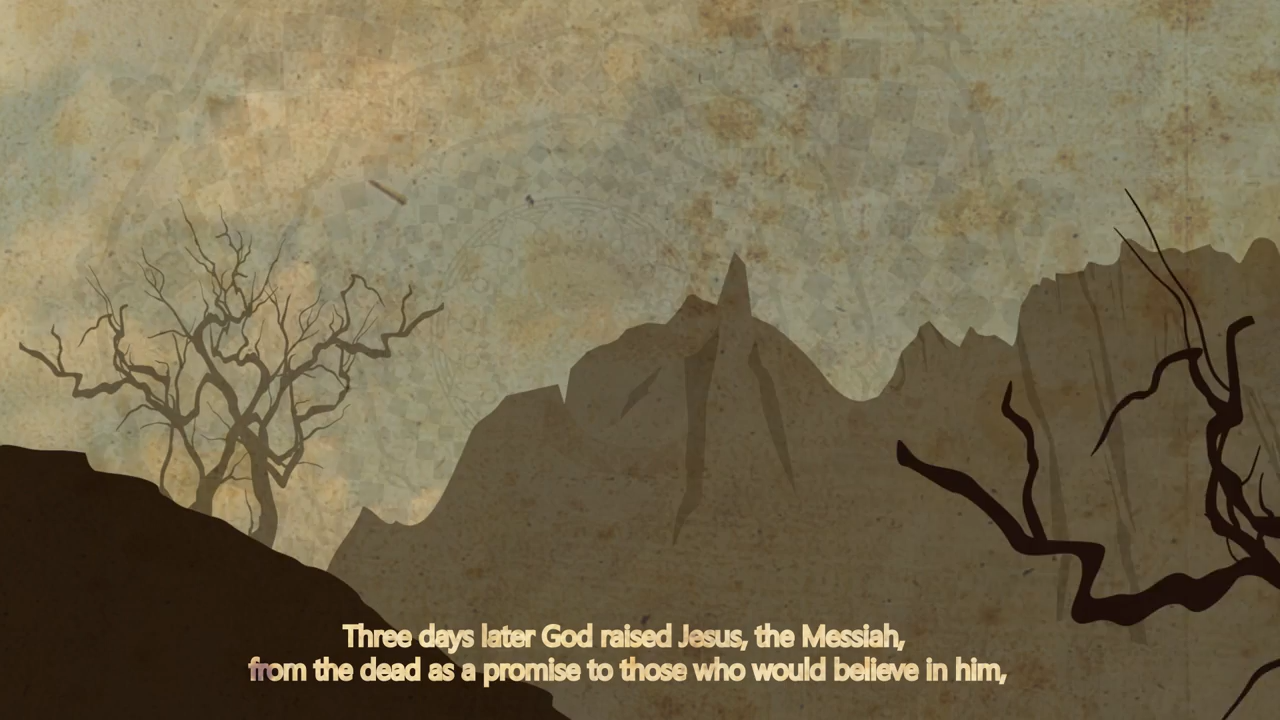 Three days later God raised Jesus, the Messiah,
from the dead as a promise to those who would believe in him,